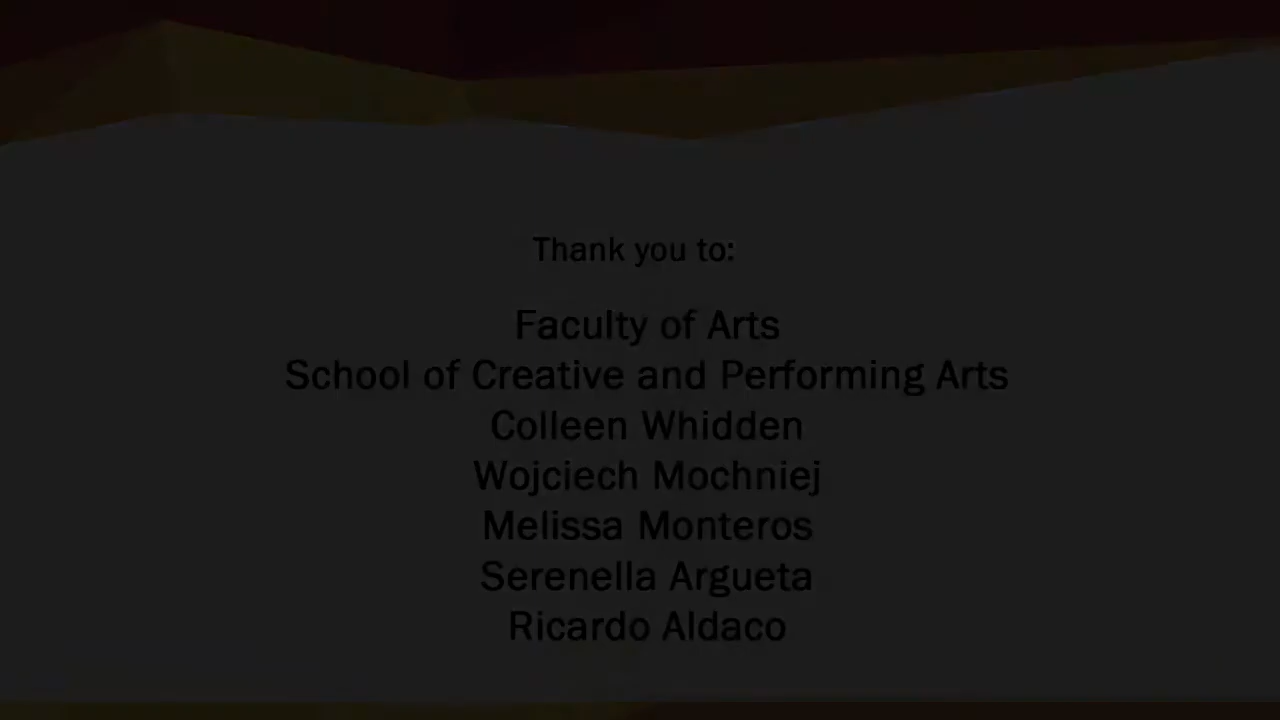 Thank you to:
Faculty of Arts
School of Creative and Performing Arts
Colleen Whidden
Wojciech Mochniej
Melissa Monteros
Serenella Argueta
Ricardo Aldaco